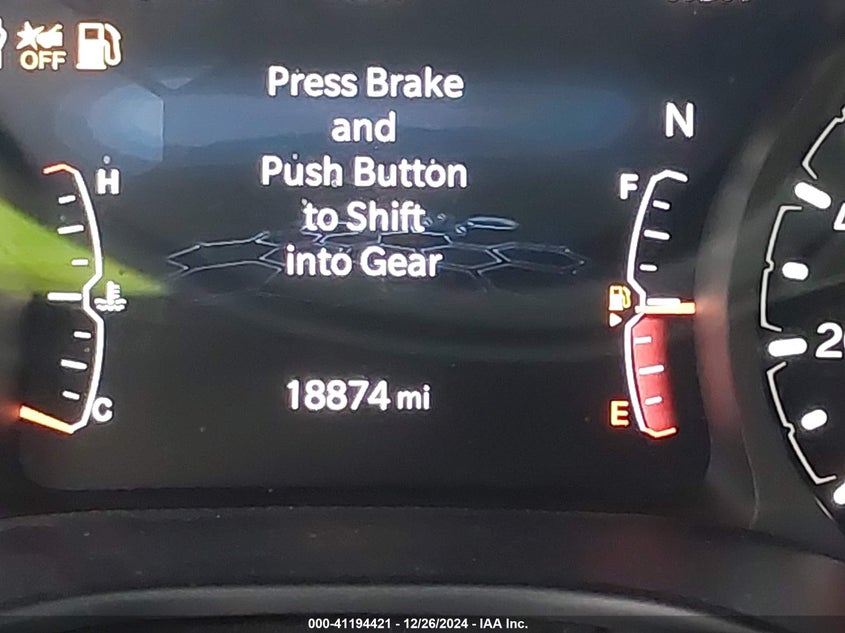 OFF
Press Brake
and
Push Button
to Shift
into Gear
N
H
F
C
E
18874 mi
000-41194421 - 12/26/2024 - IAA Inc.